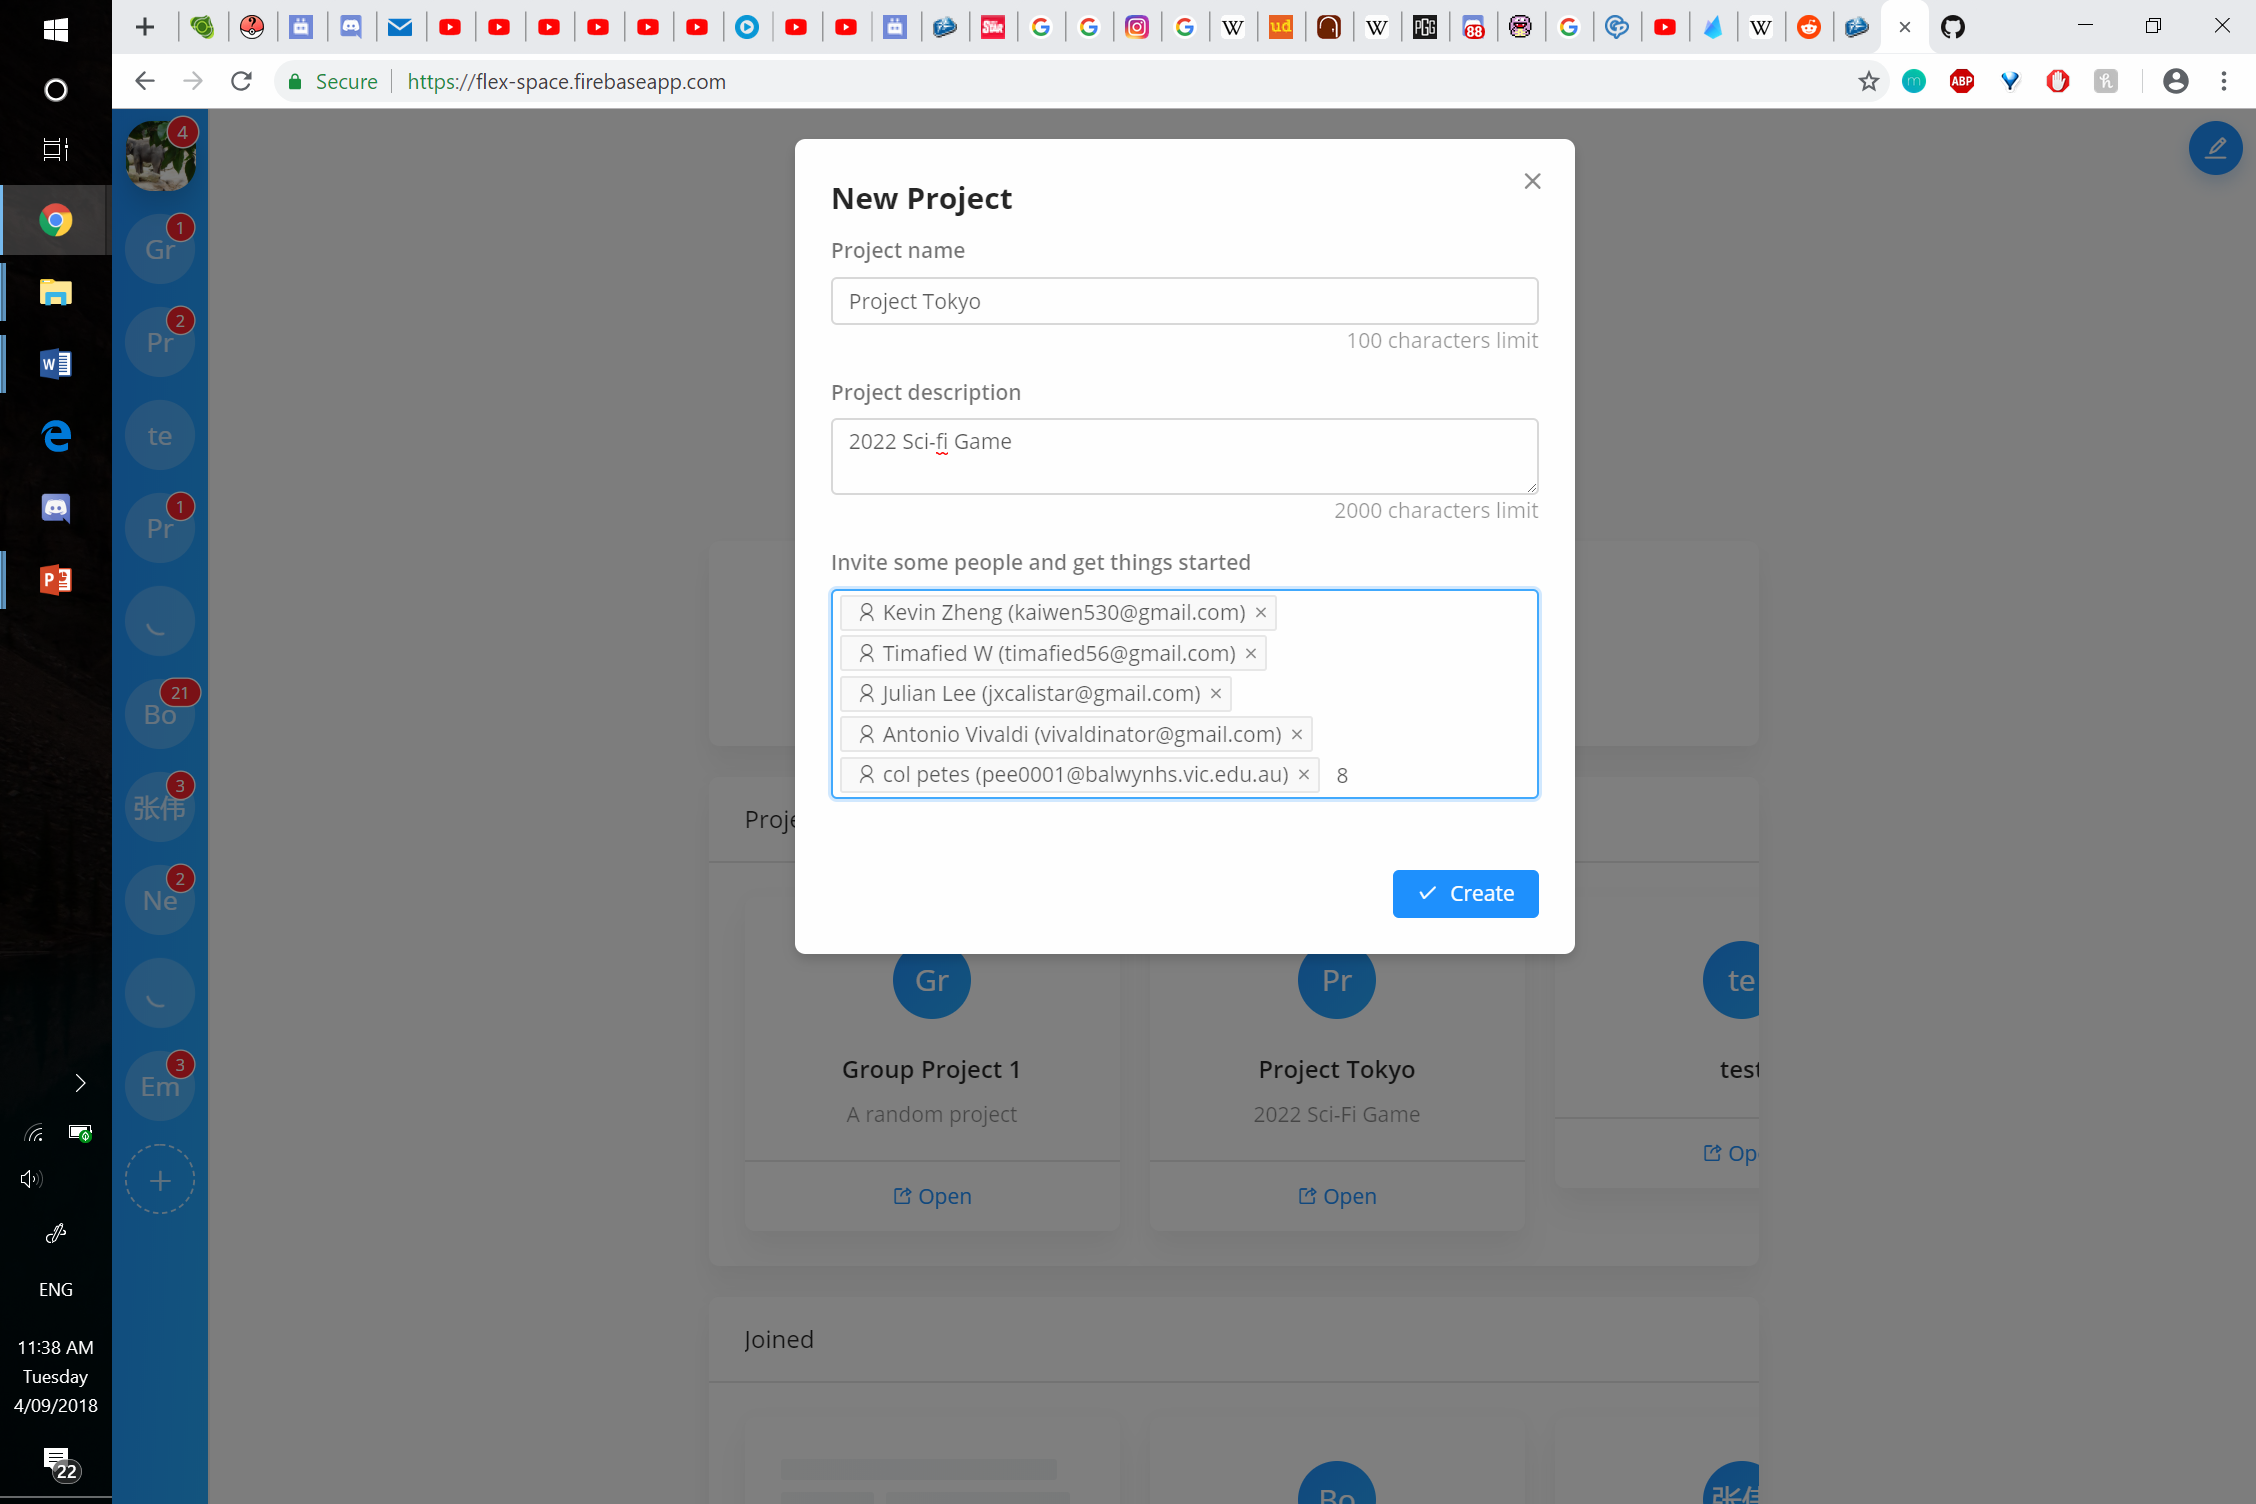 Secure
https://flex-space.firebaseapp.com
ABP
PGG
88
ud
W
W
W
4
Gr
1
Pr
2
te
Pr
1
Bo
21
张伟
3
Ne
2
Em
3
New Project
Project name
Project Tokyo
100 characters limit
Project description
2022 Sci-fi Game
2000 characters limit
Invite some people and get things started
Kevin Zheng (kaiwen530@gmail.com)
Timafied W (timafied56@gmail.com)
Julian Lee (jxcalistar@gmail.com)
Antonio Vivaldi (vivaldinator@gmail.com)
col petes (pee0001@balwynhs.vic.edu.au) 8
Create
Proje
Gr
Pr
te
Group Project 1
Project Tokyo
test
A random project
2022 Sci-Fi Game
Open
Open
Op
Joined
Bo
张伟
ENG
11:38 AM
Tuesday
4/09/2018
22